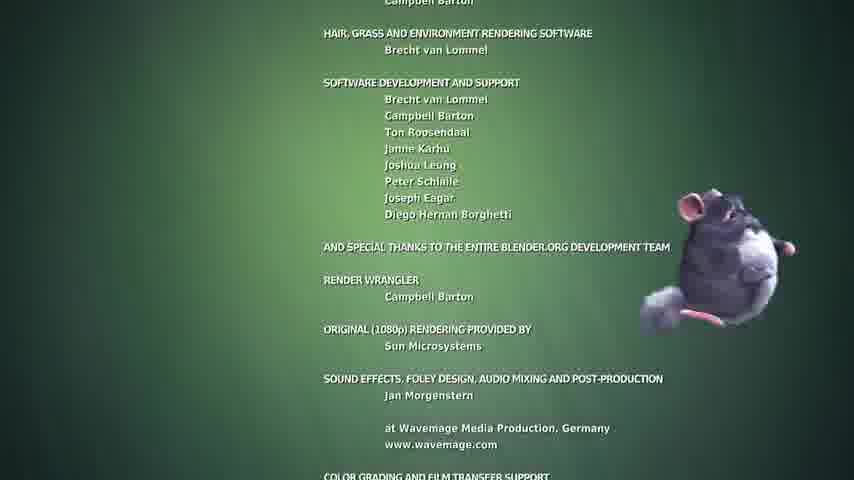 Campbell Barton
HAIR, GRASS AND ENVIRONMENT RENDERING SOFTWARE
Brecht van Lommel
SOFTWARE DEVELOPMENT AND SUPPORT
Brecht van Lommel
Campbell Barton
Ton Roosendaal
Janne Karhu
Joshua Leung
Peter Schlaile
Joseph Eagar
Diego Hernan Borghetti
AND SPECIAL THANKS TO THE ENTIRE BLENDER.ORG DEVELOPMENT TEAM
RENDER WRANGLER
Campbell Barton
ORIGINAL (1080p) RENDERING PROVIDED BY
Sun Microsystems
SOUND EFFECTS, FOLEY DESIGN, AUDIO MIXING AND POST-PRODUCTION
Jan Morgenstern
at Wavemage Media Production, Germany
www.wavemage.com
COLOR GRADING AND FILM TRANSFER SUPPORT